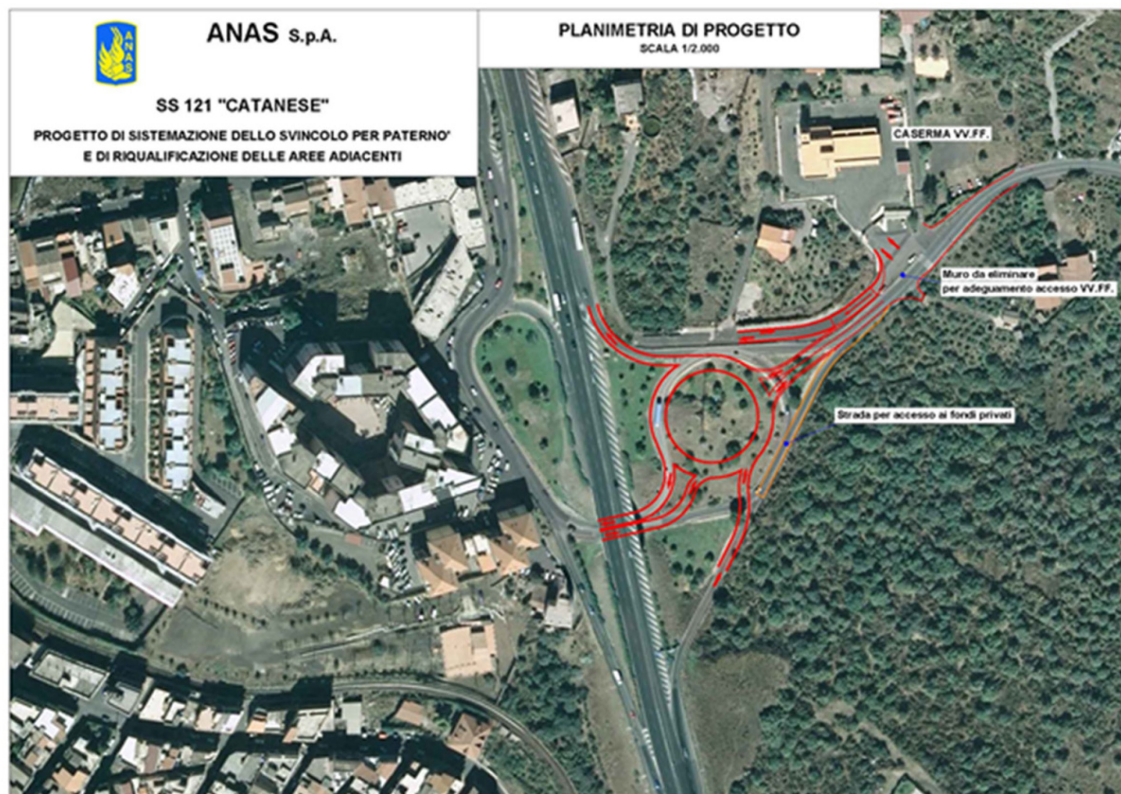 ANAS
ANAS S.p.A.
SS 121 "CATANESE"
PROGETTO DI SISTEMAZIONE DELLO SVINCOLO PER PATERNO'
E DI RIQUALIFICAZIONE DELLE AREE ADIACENTI
PLANIMETRIA DI PROGETTO
SCALA 1/2.000
CASERMA VV.FF.
Muro da eliminare
per adeguamento accesso VV.FF.
Strada per accesso ai fondi privati